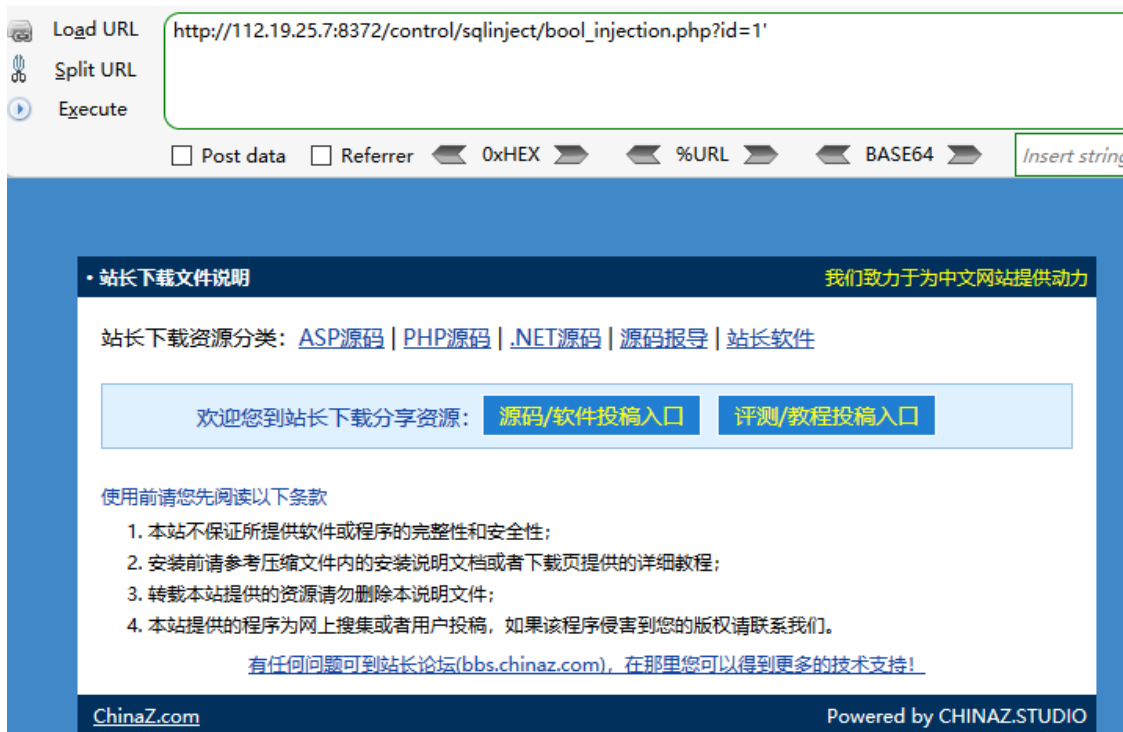 Load URL
http://112.19.25.7:8372/control/sqlinject/bool_injection.php?id=1'
Split URL
Execute
Post data Referrer 0xHEX %URL BASE64 Insert string
• 站长下载文件说明 我们致力于为中文网站提供动力
站长下载资源分类：ASP源码 | PHP源码 | .NET源码 | 源码报导 | 站长软件
欢迎您到站长下载分享资源： 源码/软件投稿入口 评测/教程投稿入口
使用前请您先阅读以下条款
1. 本站不保证所提供软件或程序的完整性和安全性；
2. 安装前请参考压缩文件内的安装说明文档或者下载页提供的详细教程；
3. 转载本站提供的资源请勿删除本说明文件；
4. 本站提供的程序为网上搜集或者用户投稿，如果该程序侵害到您的版权请联系我们。
有任何问题可到站长论坛(bbs.chinaz.com)，在那里您可以得到更多的技术支持！
ChinaZ.com Powered by CHINAZ.STUDIO